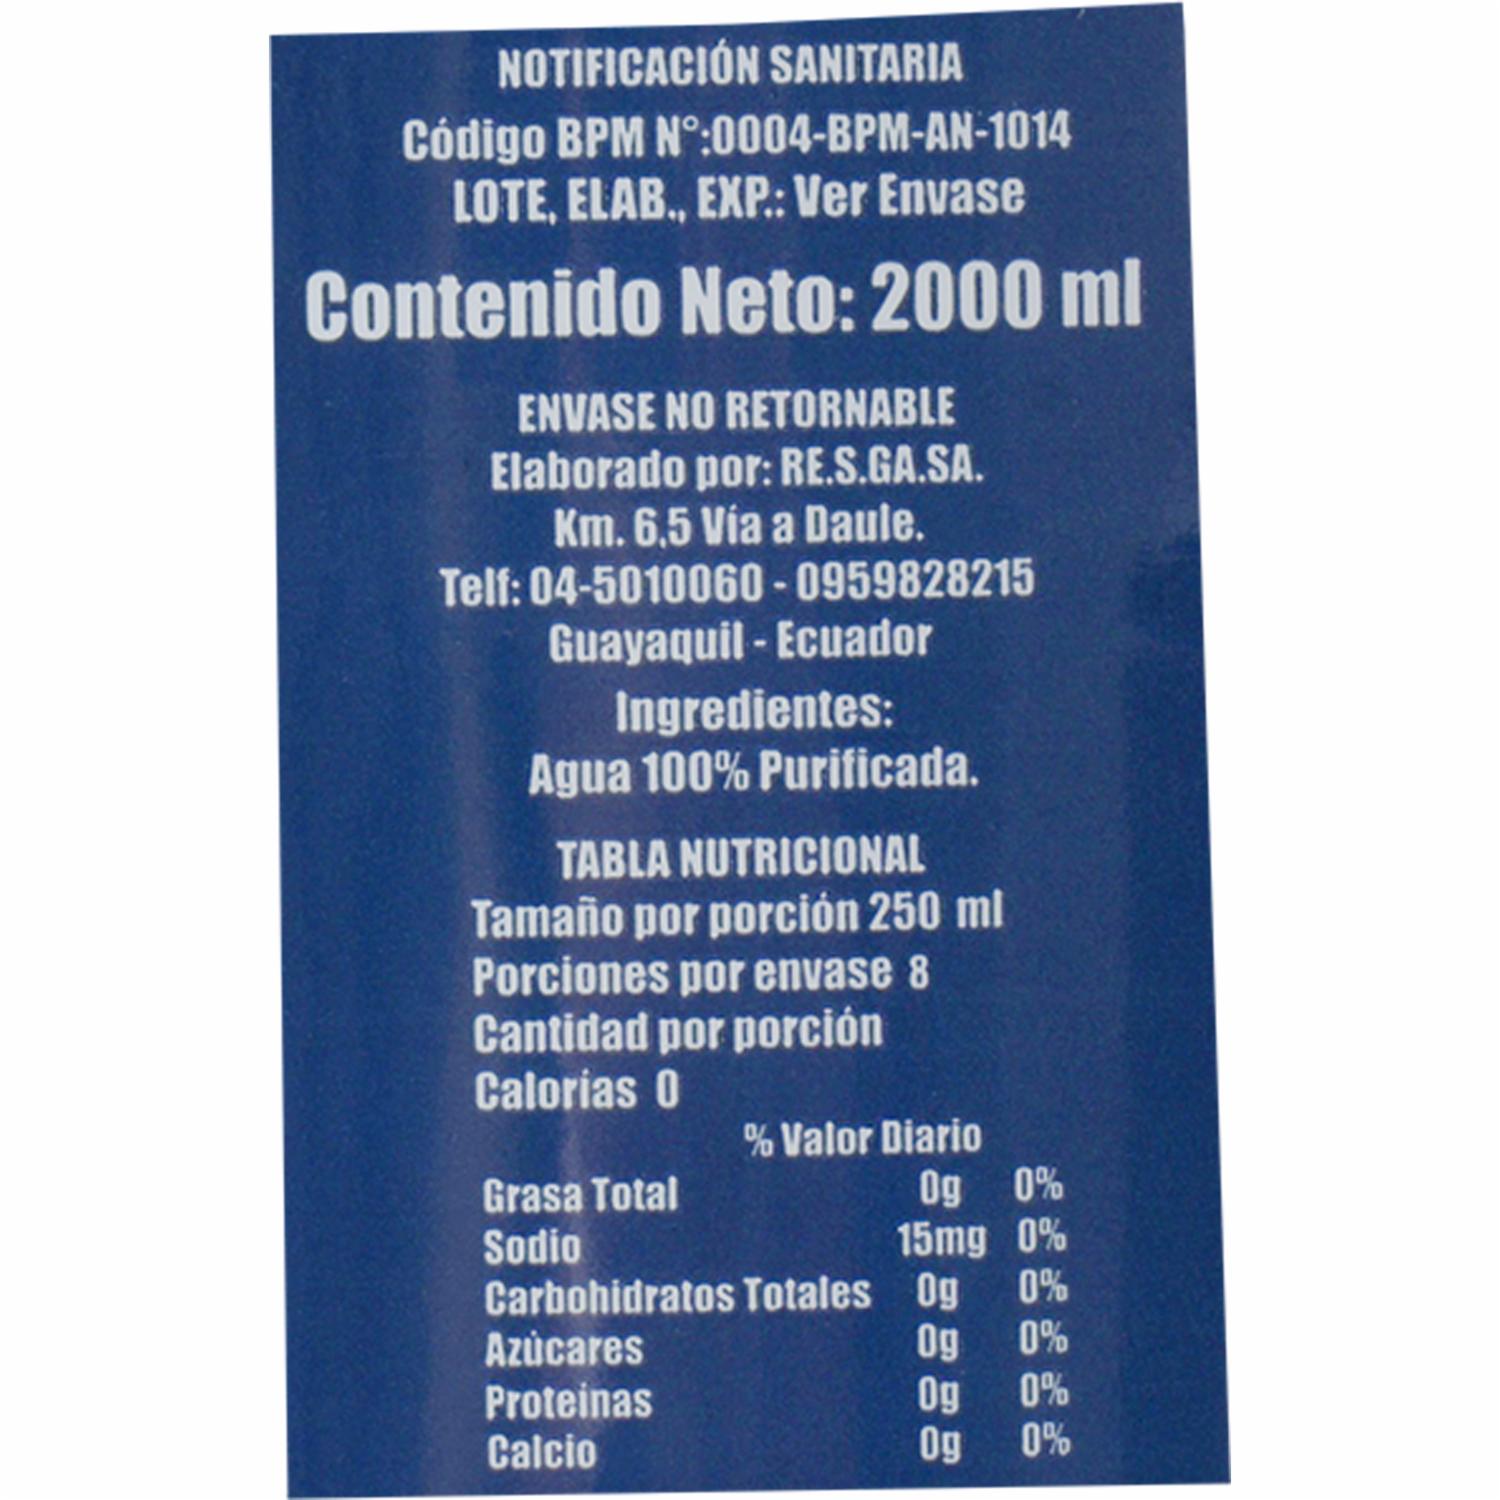 NOTIFICACIÓN SANITARIA
Código BPM N°:0004-BPM-AN-1014
LOTE, ELAB., EXP.: Ver Envase
Contenido Neto: 2000 ml
ENVASE NO RETORNABLE
Elaborado por: RE.S.GA.SA.
Km. 6,5 Vía a Daule.
Telf: 04-5010060 - 0959828215
Guayaquil - Ecuador
Ingredientes:
Agua 100% Purificada.
TABLA NUTRICIONAL
Tamaño por porción 250 ml
Porciones por envase 8
Cantidad por porción
Calorías 0
% Valor Diario
Grasa Total 0g 0%
Sodio 15mg 0%
Carbohidratos Totales 0g 0%
Azúcares 0g 0%
Proteínas 0g 0%
Calcio 0g 0%